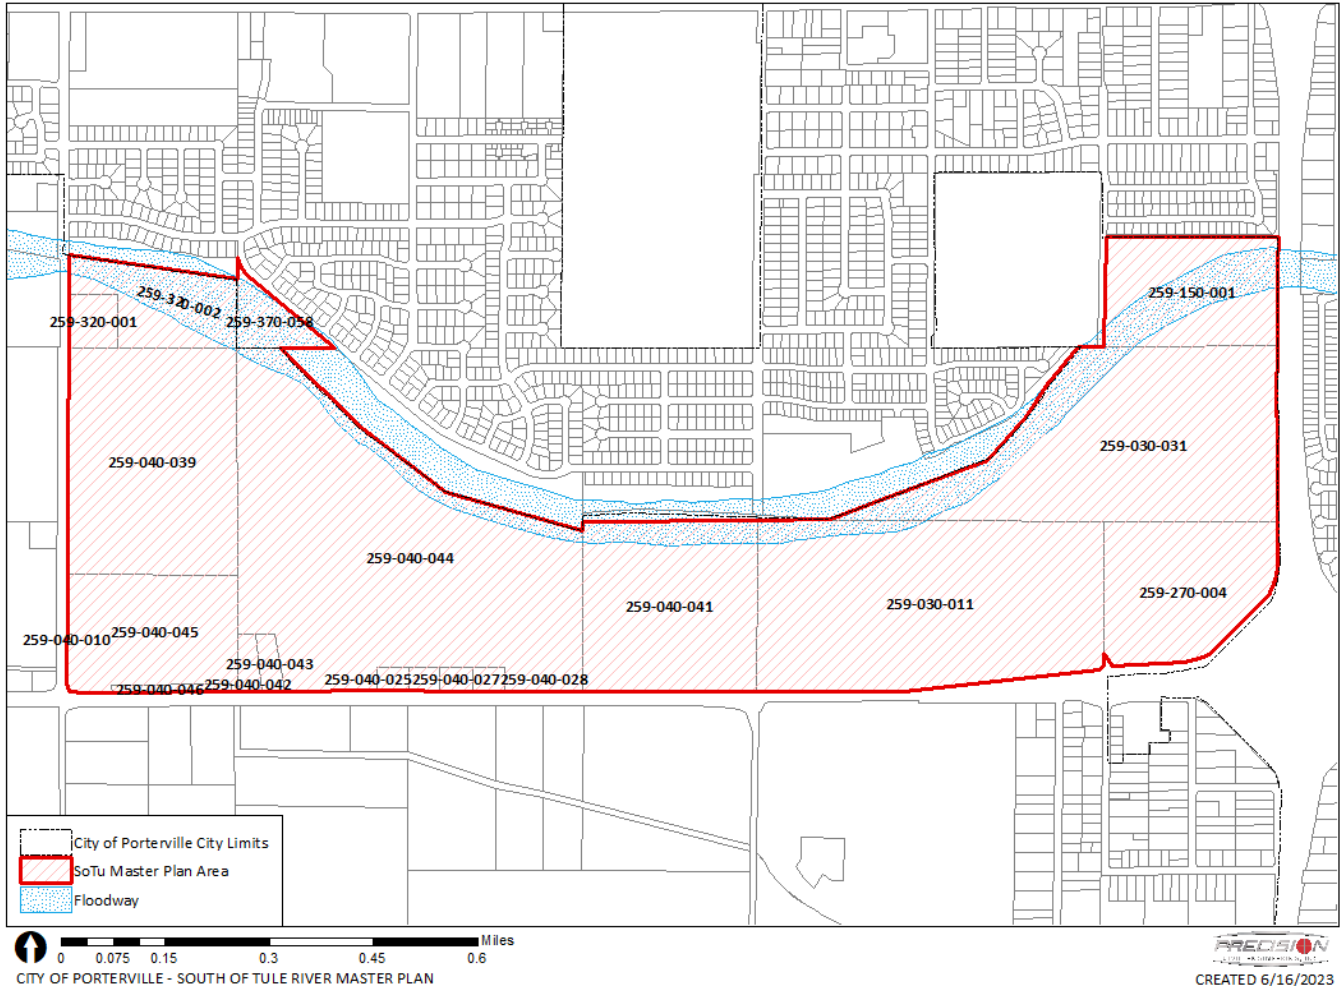 259-320-002
259-150-001
259-320-001
259-370-058
259-030-031
259-040-039
259-040-044
259-270-004
259-040-041
259-030-011
259-040-010
259-040-045
259-040-043
259-040-046
259-040-042
259-040-025
259-040-027
259-040-028
City of Porterville City Limits
SoTu Master Plan Area
Floodway
0 0.075 0.15 0.3 0.45 0.6 Miles
PRECISION
CIVIL ENGINEERING, INC.
CITY OF PORTERVILLE - SOUTH OF TULE RIVER MASTER PLAN
CREATED 6/16/2023